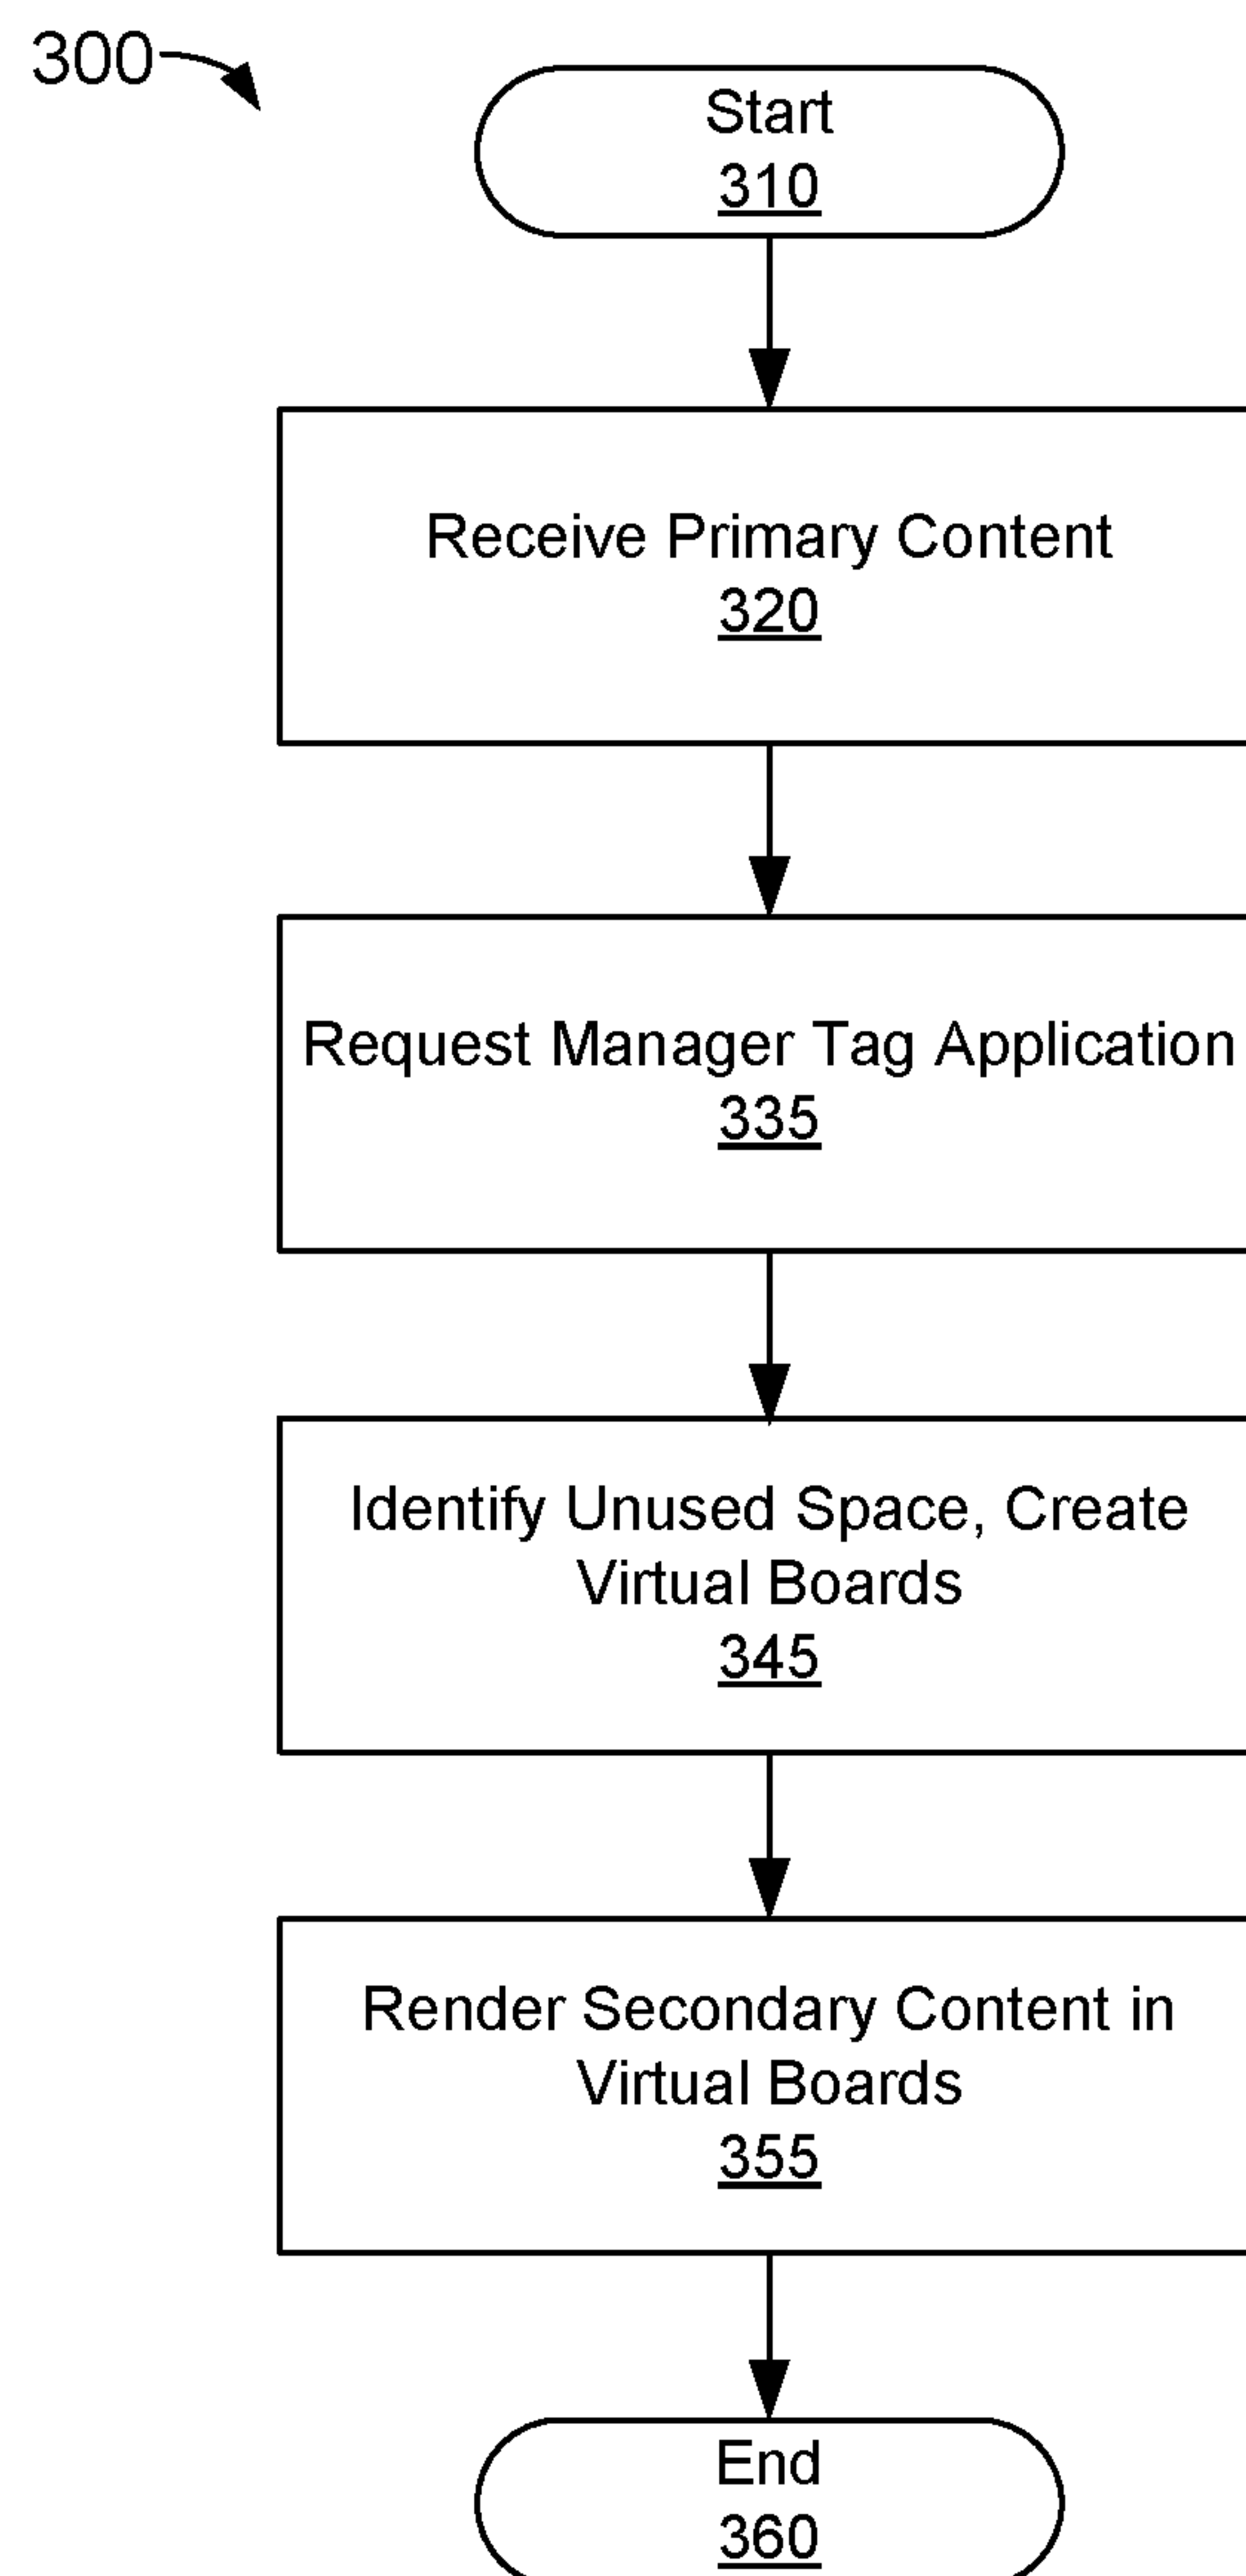 300
Start
310
Receive Primary Content
320
Request Manager Tag Application
335
Identify Unused Space, Create
Virtual Boards
345
Render Secondary Content in
Virtual Boards
355
End
360